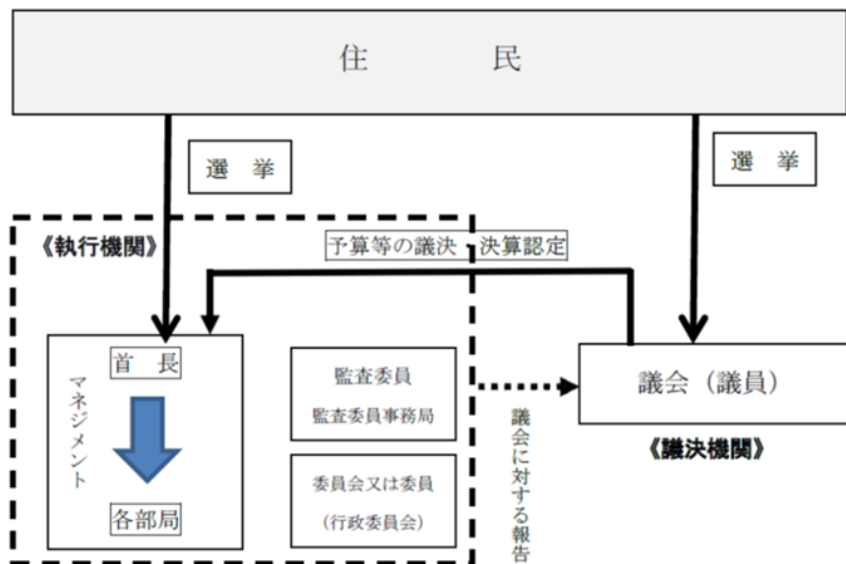 住　民
選　挙
選　挙
《執行機関》
予算等の議決・決算認定
首　長
マネジメント
各部局
監査委員
監査委員事務局
委員会又は委員
(行政委員会)
議会に対する報告
議会（議員）
《議決機関》